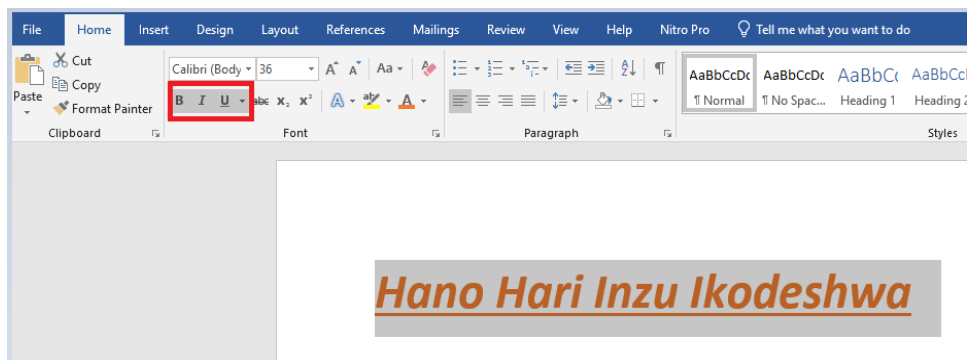 File Home Insert Design Layout References Mailings Review View Help Nitro Pro Tell me what you want to do
Paste
Cut
Copy
Format Painter
Clipboard
Calibri (Body 36 A A Aa
B I U abc X₂ X² A aby A
Font
Paragraph
AaBbCcDc AaBbCcDc AaBbCc AaBbCcl
¶ Normal ¶ No Spac... Heading 1 Heading 2
Styles
Hano Hari Inzu Ikodeshwa